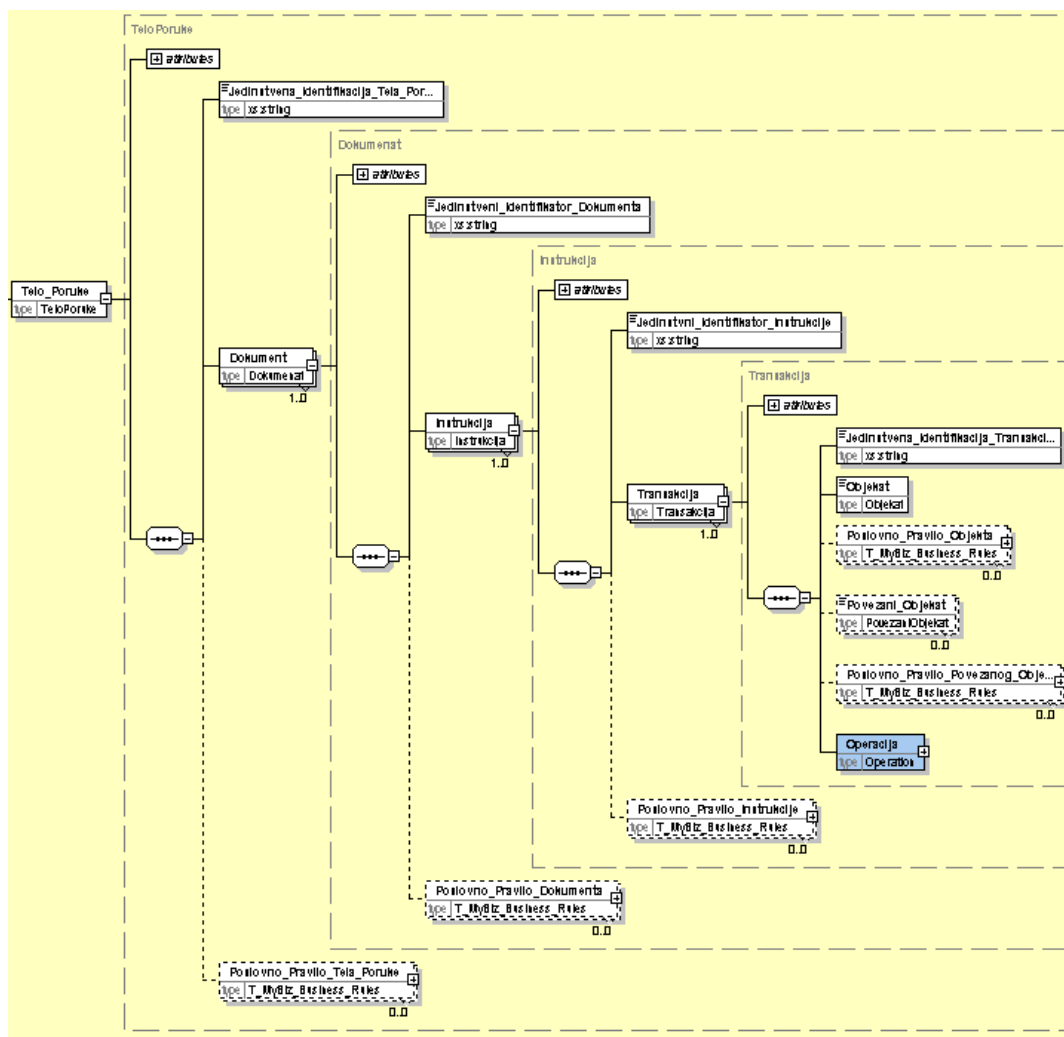 TeloPoruke
attributes
Jedinstvena_Identifikacija_Tela_Por...
type xs:string
Dokumenat
attributes
Jedinstveni_Identifikator_Dokumenta
type xs:string
Instrukcija
attributes
Telo_Poruke
type TeloPoruke
Jedinstvni_Identifikator_Instrukcije
type xs:string
Dokument
type Dokumenat
1..0
Transakcija
attributes
Instrukcija
type Instrukcija
1..0
Jedinstvena_Identifikacija_Transakci...
type xs:string
Objekat
type Objekat
Transakcija
type Transakcija
1..0
Poslovno_Pravilo_Objekta
type T_MyBiz_Business_Rules
0..0
Povezani_Objekat
type PovezaniObjekat
0..0
Poslovno_Pravilo_Povezanog_Obje...
type T_MyBiz_Business_Rules
0..0
Operacija
type Operation
Poslovno_Pravilo_Instrukcije
type T_MyBiz_Business_Rules
0..0
Poslovno_Pravilo_Dokumenta
type T_MyBiz_Business_Rules
0..0
Poslovno_Pravilo_Tela_Poruke
type T_MyBiz_Business_Rules
0..0